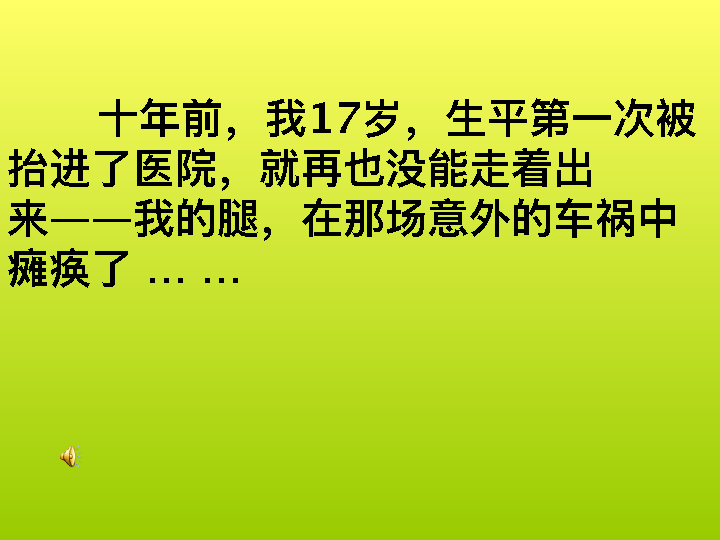 十年前，我17岁，生平第一次被
抬进了医院，就再也没能走着出
来——我的腿，在那场意外的车祸中
瘫痪了 … …